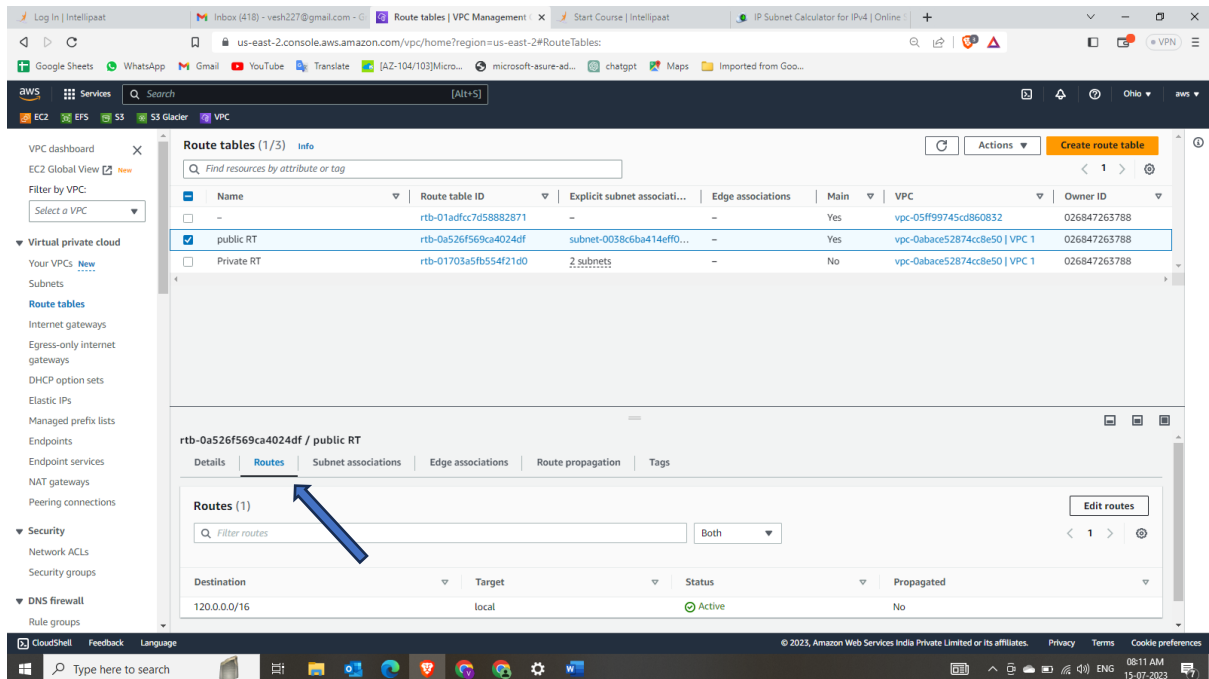 Log In | Intellipaat
Inbox (418) - vesh227@gmail.com - G
Route tables | VPC Management
Start Course | Intellipaat
IP Subnet Calculator for IPv4 | Online
us-east-2.console.aws.amazon.com/vpc/home?region=us-east-2#RouteTables:
VPN
Google Sheets WhatsApp Gmail YouTube Translate [AZ-104/103]Micro... microsoft-asure-ad... chatgpt Maps Imported from Goo...
aws Services Search [Alt+S] Ohio aws
EC2 EFS S3 S3 Glacier VPC
VPC dashboard
EC2 Global View New
Filter by VPC:
Select a VPC
Virtual private cloud
Your VPCs New
Subnets
Route tables
Internet gateways
Egress-only internet
gateways
DHCP option sets
Elastic IPs
Managed prefix lists
Endpoints
Endpoint services
NAT gateways
Peering connections
Security
Network ACLs
Security groups
DNS firewall
Rule groups
Route tables (1/3) Info
Actions
Create route table
Find resources by attribute or tag
1
Name Route table ID Explicit subnet associati... Edge associations Main VPC Owner ID
– rtb-01adfcc7d58882871 – – Yes vpc-05ff99745cd860832 026847263788
public RT rtb-0a526f569ca4024df subnet-0038c6ba414eff0... – Yes vpc-0abace52874cc8e50 | VPC 1 026847263788
Private RT rtb-01703a5fb554f21d0 2 subnets – No vpc-0abace52874cc8e50 | VPC 1 026847263788
rtb-0a526f569ca4024df / public RT
Details Routes Subnet associations Edge associations Route propagation Tags
Routes (1)
Edit routes
Filter routes
Both
1
Destination Target Status Propagated
120.0.0.0/16 local Active No
CloudShell Feedback Language © 2023, Amazon Web Services India Private Limited or its affiliates. Privacy Terms Cookie preferences
Type here to search
ENG
08:11 AM
15-07-2023
7